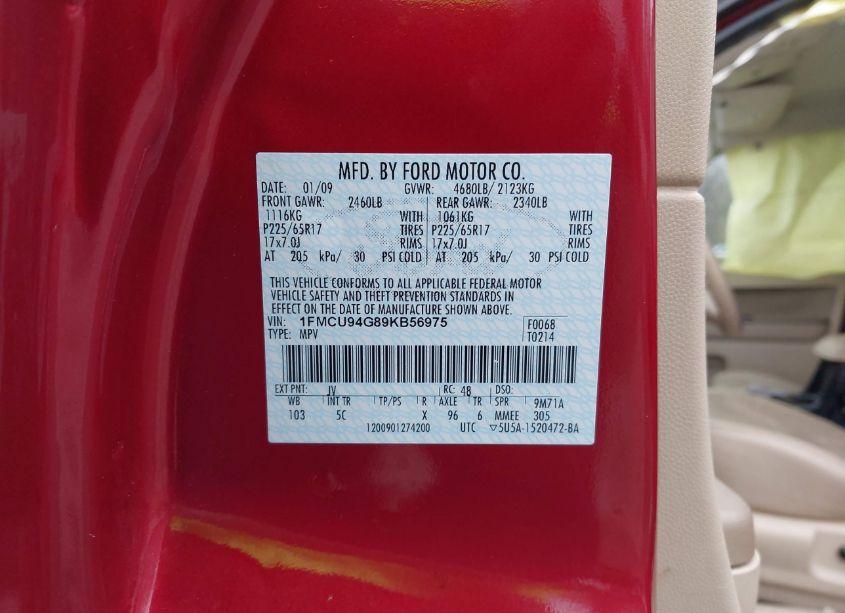 MFD. BY FORD MOTOR CO.
DATE: 01/09 GVWR: 4680LB/ 2123KG
FRONT GAWR: 2460LB REAR GAWR: 2340LB
1116KG WITH 1061KG WITH
P225/65R17 TIRES P225/65R17 TIRES
17x7.0J RIMS 17x7.0J RIMS
AT 205 kPa/ 30 PSI COLD AT 205 kPa/ 30 PSI COLD
THIS VEHICLE CONFORMS TO ALL APPLICABLE FEDERAL MOTOR
VEHICLE SAFETY AND THEFT PREVENTION STANDARDS IN
EFFECT ON THE DATE OF MANUFACTURE SHOWN ABOVE.
VIN: 1FMCU94G89KB56975 F0068
TYPE: MPV T0214
EXT PNT: JV RC: 48 DSO:
WB INT TR TP/PS R AXLE TR SPR 9M71A
103 5C X 96 6 MMEE 305
1200901274200 UTC ▽5U5A-1520472-BA